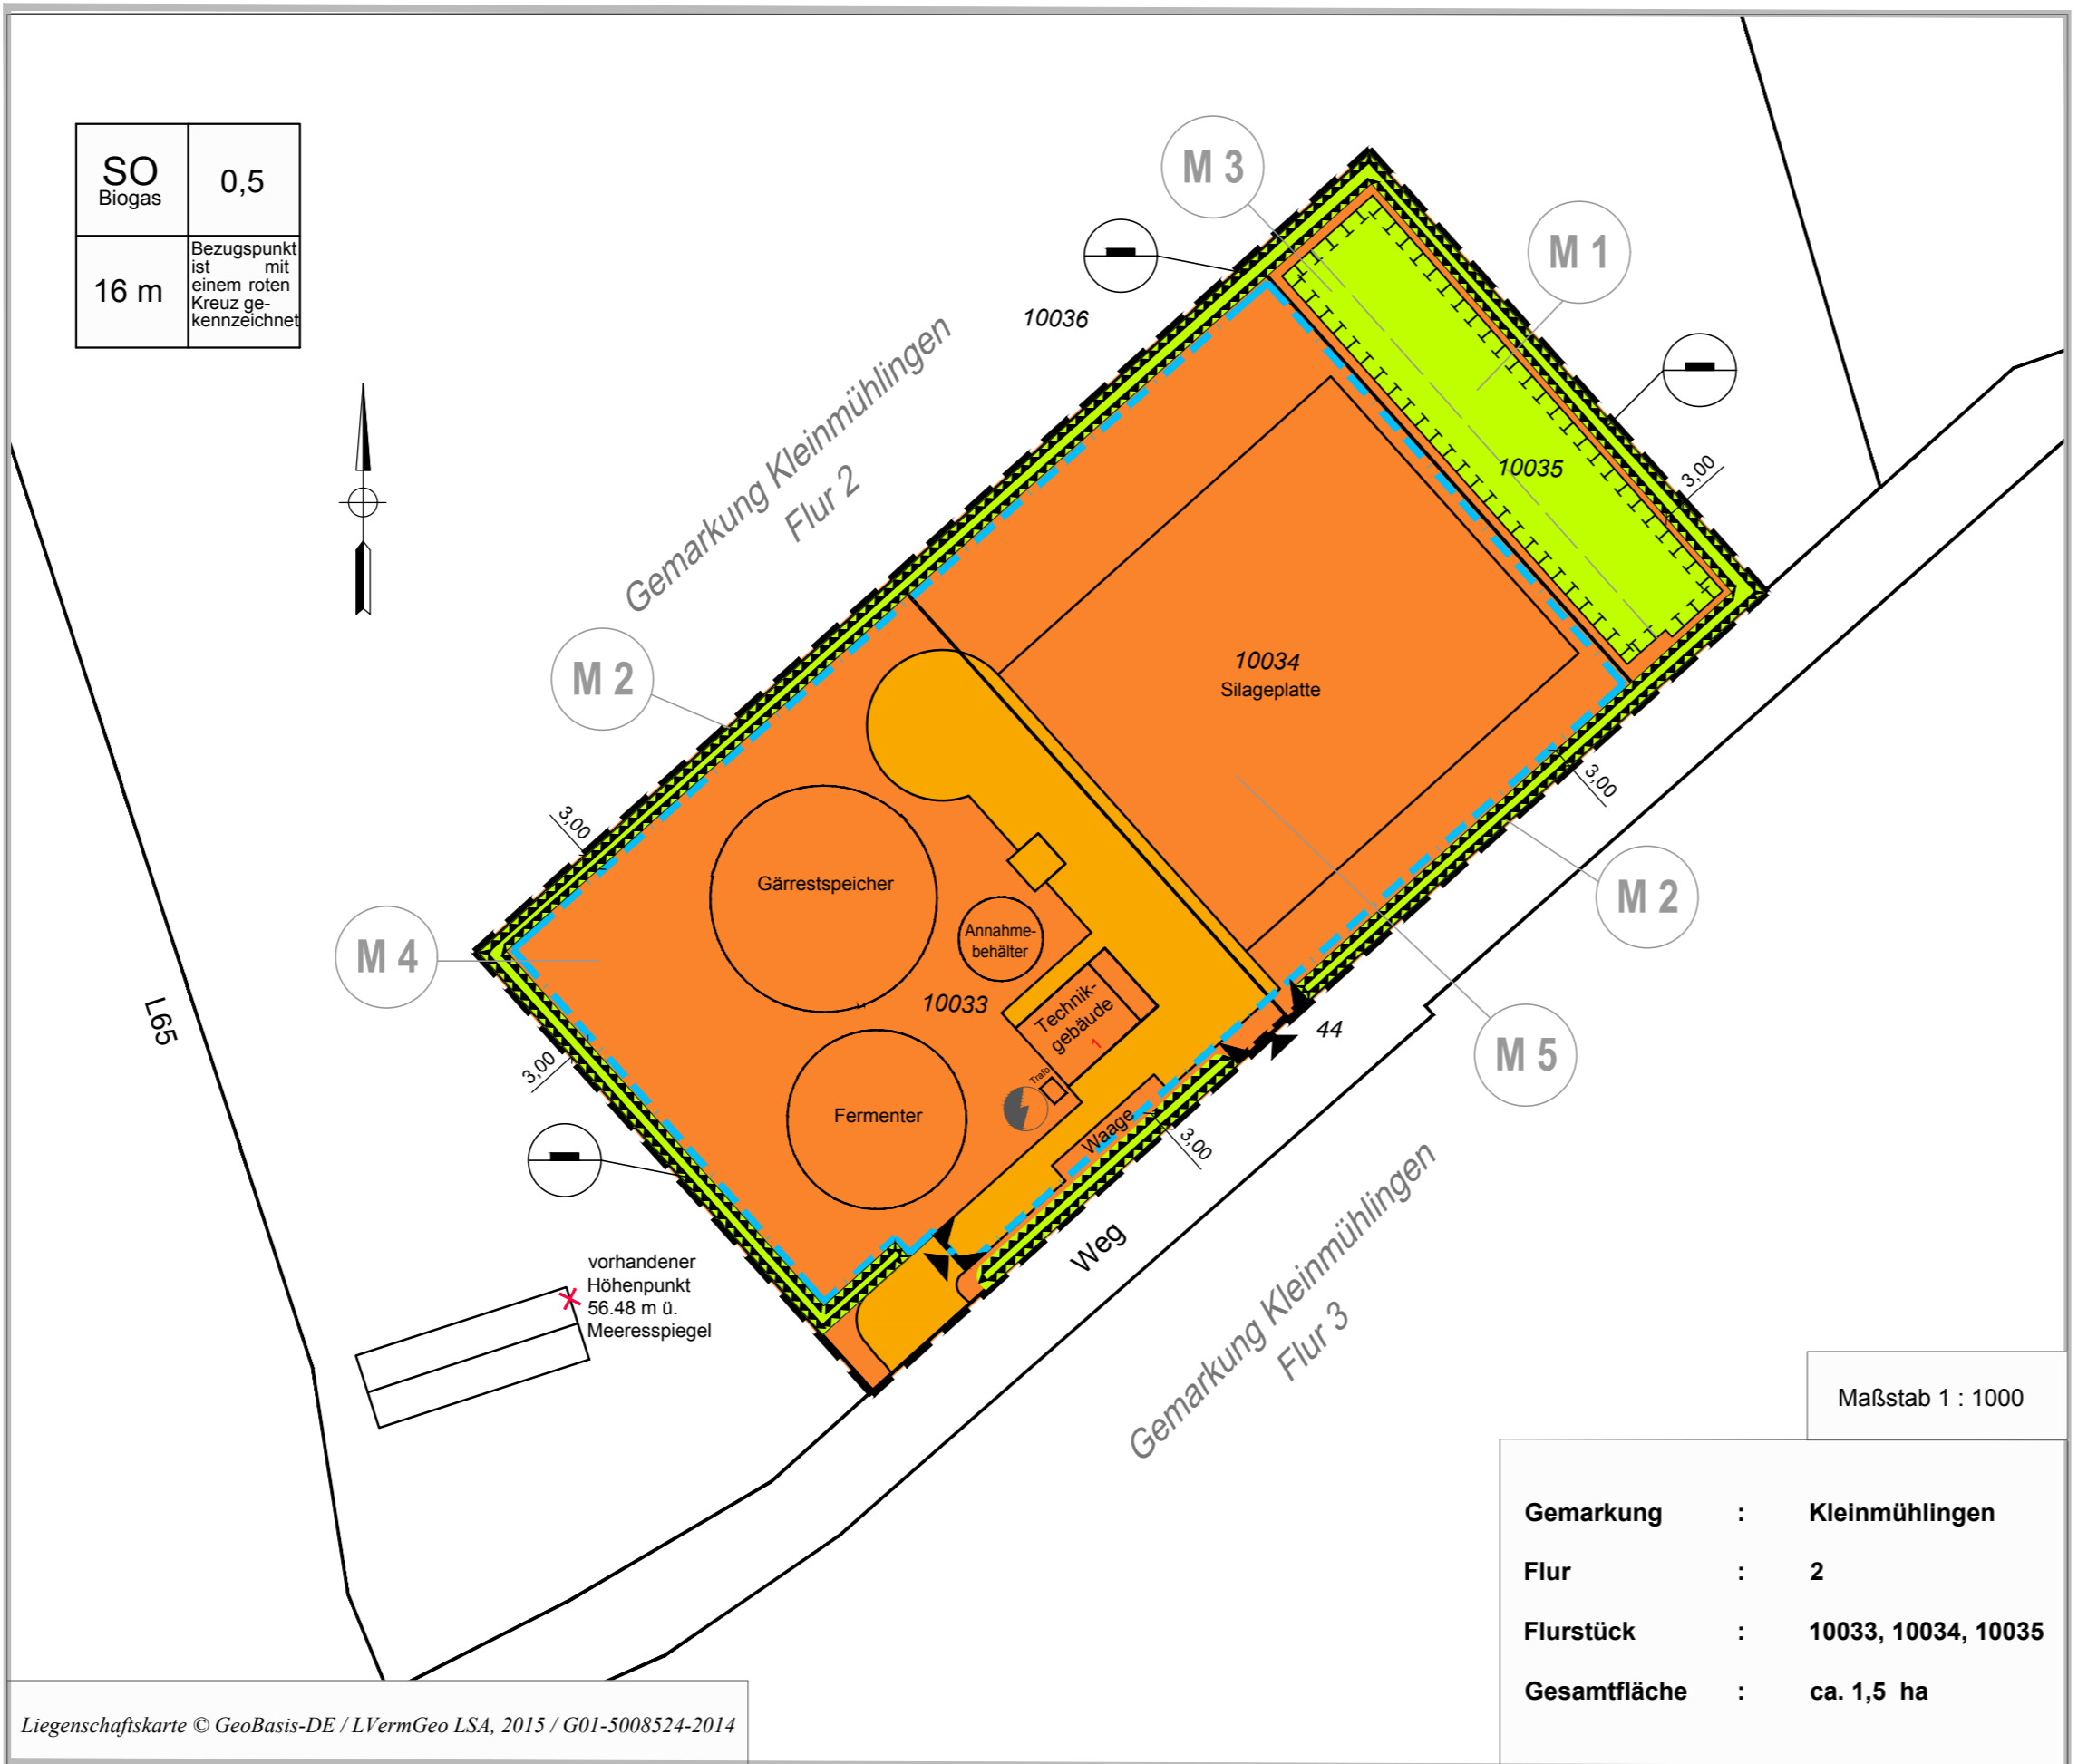 SO
Biogas
0,5
16 m
Bezugspunkt
ist mit
einem roten
Kreuz ge-
kennzeichnet
M 3
M 1
10036
Gemarkung Kleinmühlingen
Flur 2
10035
3,00
M 2
10034
Silageplatte
3,00
3,00
M 2
Gärrestspeicher
Annahme-
behälter
M 4
10033
Technik-
gebäude
1
44
L65
M 5
3,00
Trafo
Fermenter
Waage
3,00
Weg
Gemarkung Kleinmühlingen
Flur 3
vorhandener
Höhenpunkt
56.48 m ü.
Meeresspiegel
Maßstab 1 : 1000
Gemarkung : Kleinmühlingen
Flur : 2
Flurstück : 10033, 10034, 10035
Gesamtfläche : ca. 1,5 ha
Liegenschaftskarte © GeoBasis-DE / LVermGeo LSA, 2015 / G01-5008524-2014